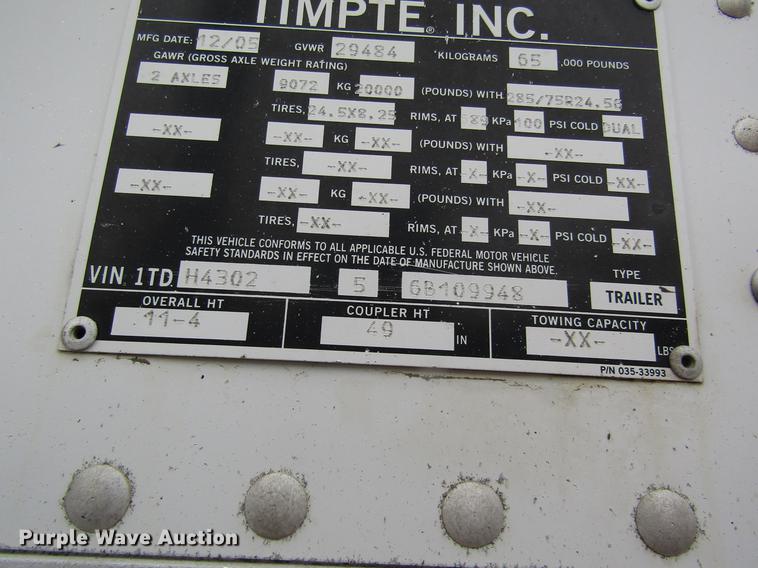 TIMPTE® INC.
MFG DATE: 12/05 GVWR 29484 KILOGRAMS 65 ,000 POUNDS
GAWR (GROSS AXLE WEIGHT RATING)
2 AXLES 9072 KG 20000 (POUNDS) WITH 285/75R24.5G
TIRES, 24.5X8.25 RIMS, AT 689 KPa 100 PSI COLD DUAL
-XX- -XX- KG -XX- (POUNDS) WITH -XX-
TIRES, -XX- RIMS, AT -X- KPa -X- PSI COLD -XX-
-XX- -XX- KG -XX- (POUNDS) WITH -XX-
TIRES, -XX- RIMS, AT -X- KPa -X- PSI COLD -XX-
THIS VEHICLE CONFORMS TO ALL APPLICABLE U.S. FEDERAL MOTOR VEHICLE
SAFETY STANDARDS IN EFFECT ON THE DATE OF MANUFACTURE SHOWN ABOVE.
VIN 1TD H4302 5 6B109948 TYPE
TRAILER
OVERALL HT COUPLER HT TOWING CAPACITY
11-4 49 IN -XX- LBS
P/N 035-33993
Purple Wave Auction